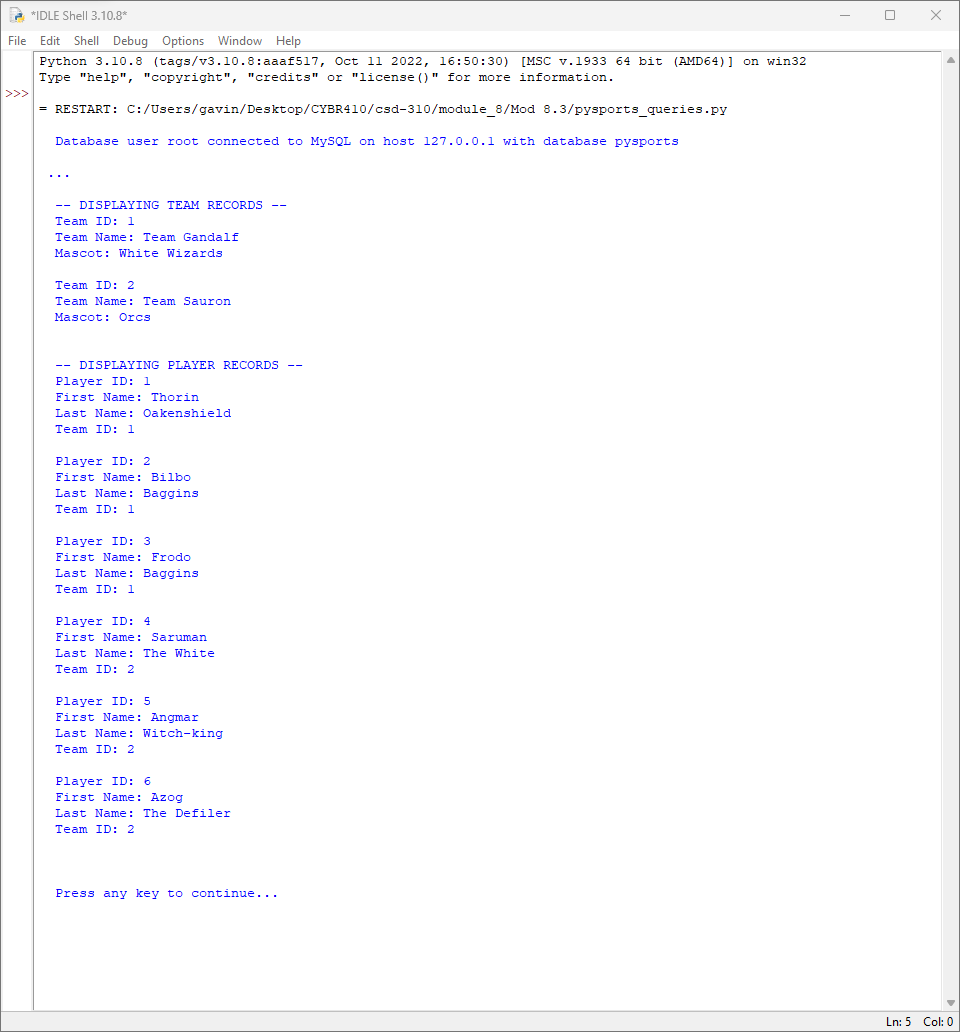 *IDLE Shell 3.10.8*
File Edit Shell Debug Options Window Help
Python 3.10.8 (tags/v3.10.8:aaaf517, Oct 11 2022, 16:50:30) [MSC v.1933 64 bit (AMD64)] on win32
Type "help", "copyright", "credits" or "license()" for more information.
>>>
= RESTART: C:/Users/gavin/Desktop/CYBR410/csd-310/module_8/Mod 8.3/pysports_queries.py
Database user root connected to MySQL on host 127.0.0.1 with database pysports
...
-- DISPLAYING TEAM RECORDS --
Team ID: 1
Team Name: Team Gandalf
Mascot: White Wizards
Team ID: 2
Team Name: Team Sauron
Mascot: Orcs
-- DISPLAYING PLAYER RECORDS --
Player ID: 1
First Name: Thorin
Last Name: Oakenshield
Team ID: 1
Player ID: 2
First Name: Bilbo
Last Name: Baggins
Team ID: 1
Player ID: 3
First Name: Frodo
Last Name: Baggins
Team ID: 1
Player ID: 4
First Name: Saruman
Last Name: The White
Team ID: 2
Player ID: 5
First Name: Angmar
Last Name: Witch-king
Team ID: 2
Player ID: 6
First Name: Azog
Last Name: The Defiler
Team ID: 2
Press any key to continue...
Ln: 5 Col: 0